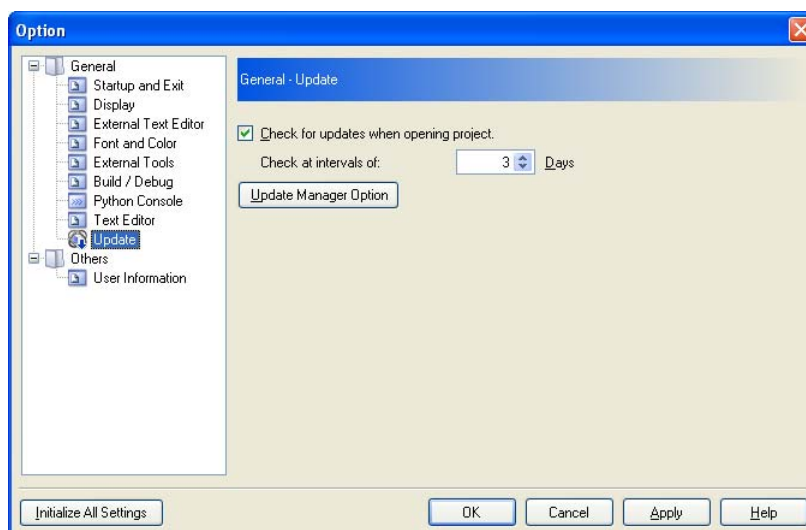 Option
General
Startup and Exit
Display
External Text Editor
Font and Color
External Tools
Build / Debug
Python Console
Text Editor
Update
Others
User Information
General - Update
Check for updates when opening project.
Check at intervals of: 3 Days
Update Manager Option
Initialize All Settings OK Cancel Apply Help